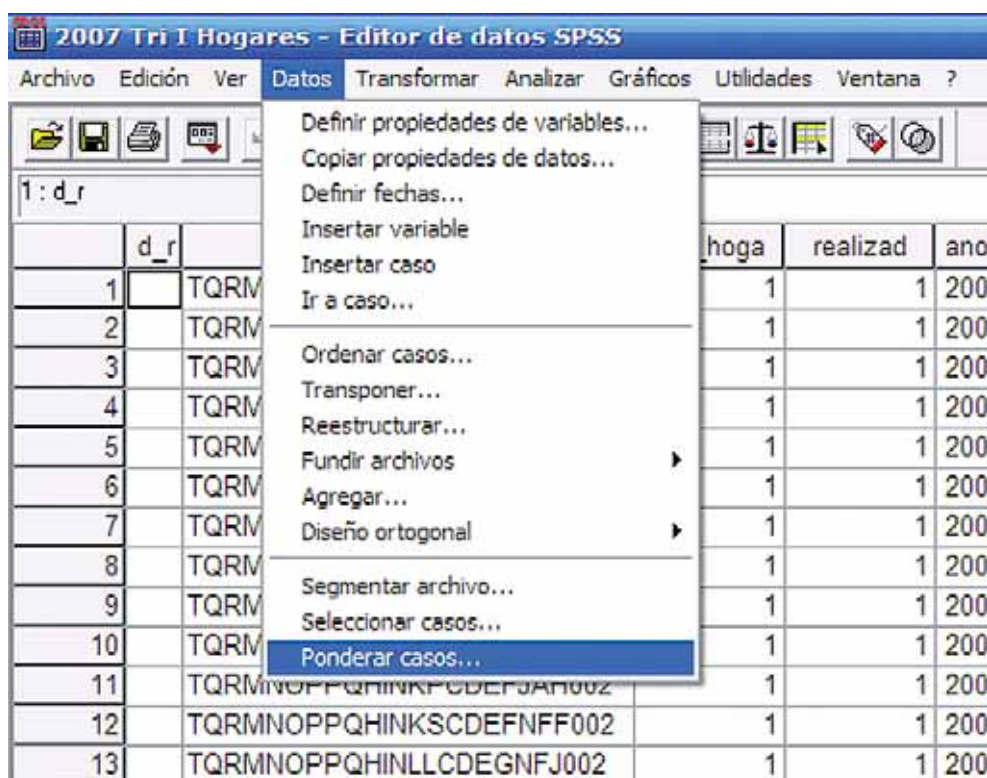 2007 Tri I Hogares - Editor de datos SPSS
Archivo Edición Ver Datos Transformar Analizar Gráficos Utilidades Ventana ?
Definir propiedades de variables...
Copiar propiedades de datos...
Definir fechas...
Insertar variable
Insertar caso
Ir a caso...
Ordenar casos...
Transponer...
Reestructurar...
Fundir archivos
Agregar...
Diseño ortogonal
Segmentar archivo...
Seleccionar casos...
Ponderar casos...
1 : d_r
d_r hoga realizad ano
1 TQRM 1 1 200
2 TQRM 1 1 200
3 TQRM 1 1 200
4 TQRM 1 1 200
5 TQRM 1 1 200
6 TQRM 1 1 200
7 TQRM 1 1 200
8 TQRM 1 1 200
9 TQRM 1 1 200
10 TQRM 1 1 200
11 TQRMNOPPQHINKPCDEFJAH002 1 1 200
12 TQRMNOPPQHINKSCDEFNFF002 1 1 200
13 TQRMNOPPQHINLLCDEGNFJ002 1 1 200